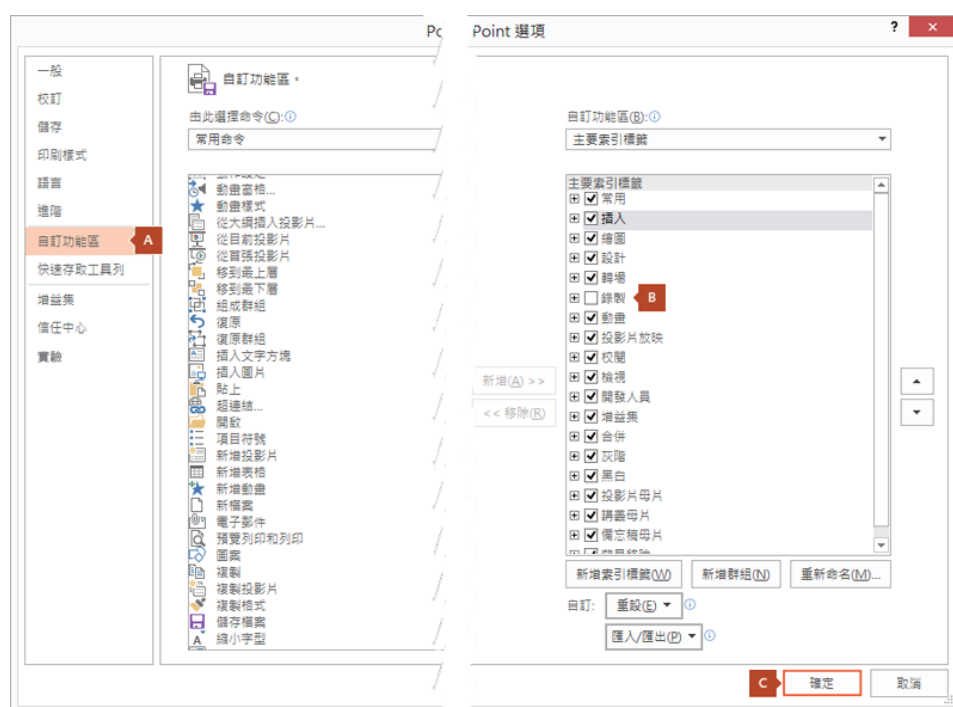 Po
Point 選項
?
×
一般
校訂
儲存
印刷樣式
語言
進階
自訂功能區
A
快速存取工具列
增益集
信任中心
實驗
自訂功能區。
由此選擇命令(C):
常用命令
動畫窗格...
動畫樣式
從大綱插入投影片...
從目前投影片
從首張投影片
移到最上層
移到最下層
組成群組
復原
復原群組
插入文字方塊
插入圖片
貼上
超連結...
開啟
項目符號
新增投影片
新增表格
新增動畫
新檔案
電子郵件
預覽列印和列印
圖案
複製
複製投影片
複製格式
儲存檔案
縮小字型
新增(A) >>
<< 移除(R)
自訂功能區(B):
主要索引標籤
主要索引標籤
常用
插入
繪圖
設計
轉場
錄製
B
動畫
投影片放映
校閱
檢視
開發人員
增益集
合併
灰階
黑白
投影片母片
講義母片
備忘稿母片
新增索引標籤(W)
新增群組(N)
重新命名(M)...
自訂:
重設(E)
匯入/匯出(P)
C
確定
取消